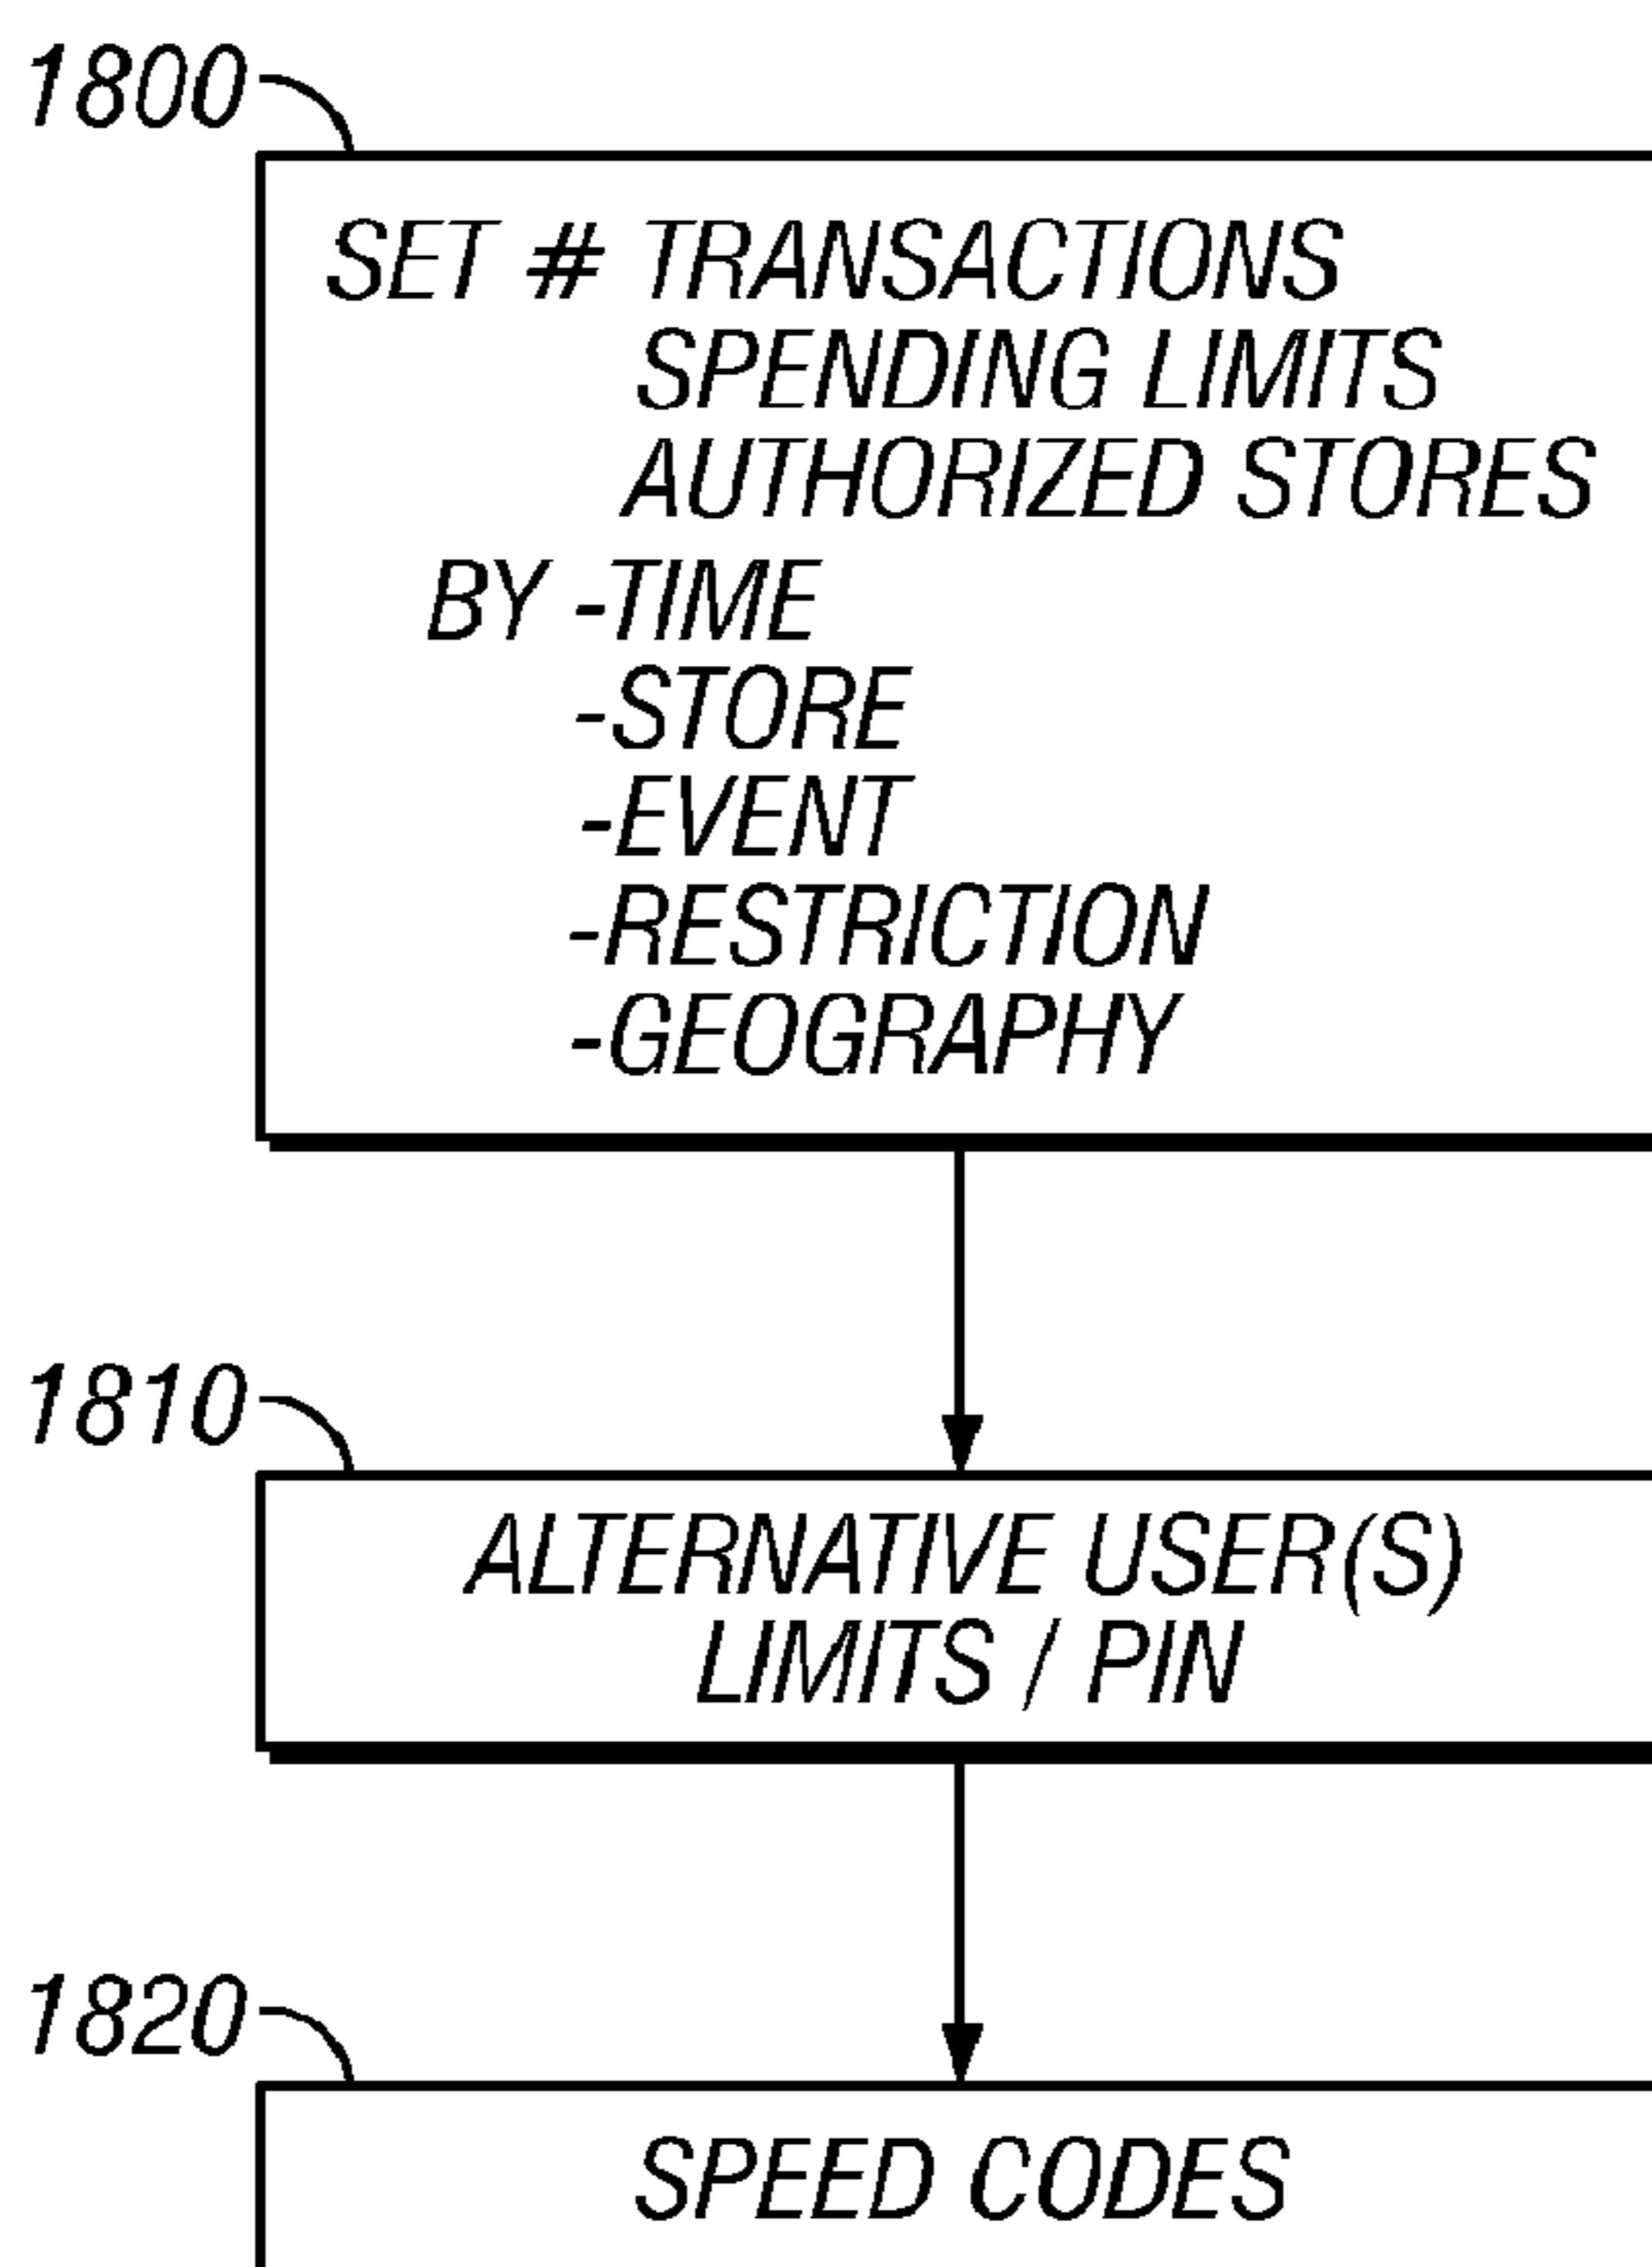 1800
SET # TRANSACTIONS
SPENDING LIMITS
AUTHORIZED STORES
BY -TIME
-STORE
-EVENT
-RESTRICTION
-GEOGRAPHY
1810
ALTERNATIVE USER(S)
LIMITS / PIN
1820
SPEED CODES